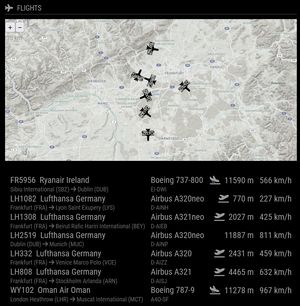 FLIGHTS
+ -
FR5956 Ryanair Ireland Boeing 737-800 11590 m 566 km/h
Sibiu International (SBZ) → Dublin (DUB) EI-DWI
LH1082 Lufthansa Germany Airbus A320neo 770 m 227 km/h
Frankfurt (FRA) → Lyon Saint Exupery (LYS) D-AINH
LH1308 Lufthansa Germany Airbus A321neo 2027 m 425 km/h
Frankfurt (FRA) → Beirut Rafic Harin International (BEY) D-AIEB
LH2519 Lufthansa Germany Airbus A320neo 11887 m 811 km/h
Dublin (DUB) → Munich (MUC) D-AINP
LH332 Lufthansa Germany Airbus A320 2431 m 459 km/h
Frankfurt (FRA) → Venice Marco Polo (VCE) D-AIZZ
LH808 Lufthansa Germany Airbus A321 4465 m 632 km/h
Frankfurt (FRA) → Stockholm Arlanda (ARN) D-AISJ
WY102 Oman Air Oman Boeing 787-9 11278 m 967 km/h
London Heathrow (LHR) → Muscat International (MCT) A4O-SF